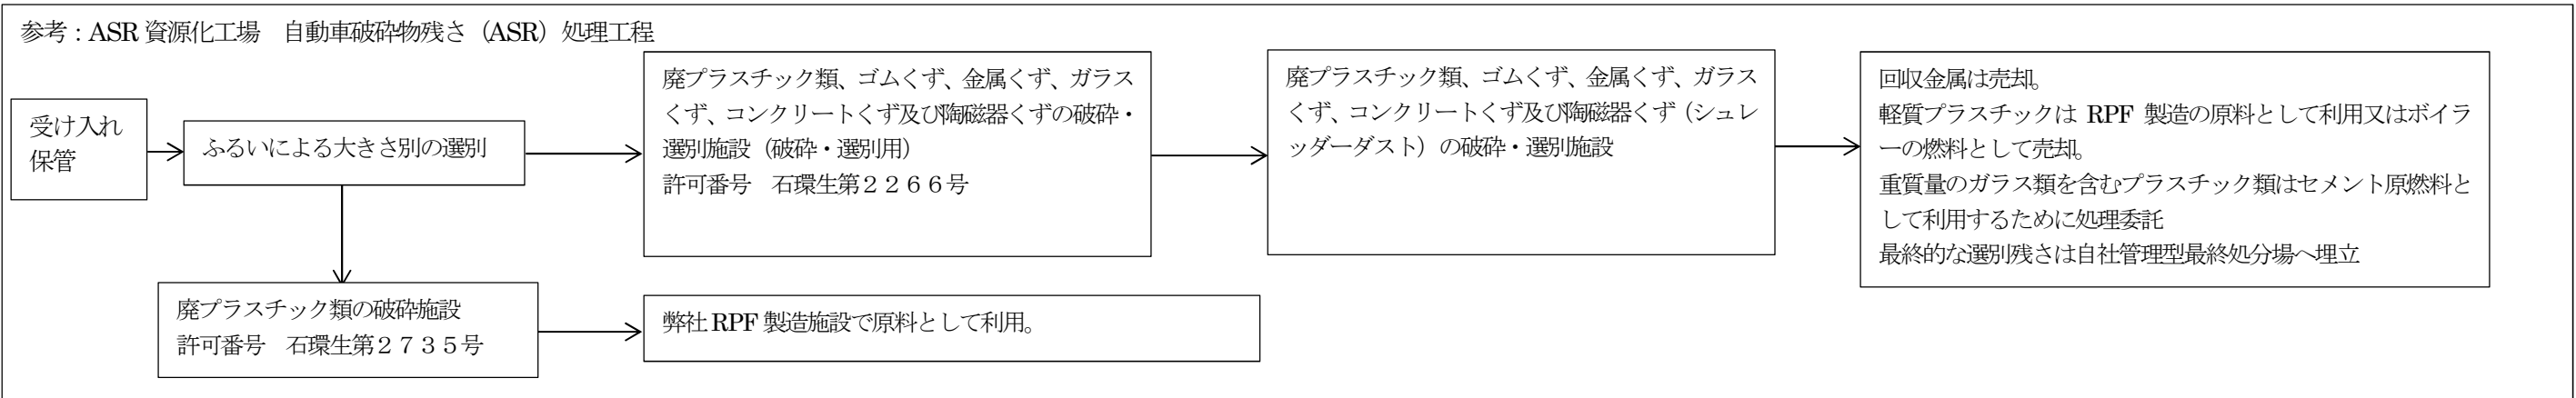 参考：ASR 資源化工場　自動車破砕物残さ（ASR）処理工程
受け入れ
保管
ふるいによる大きさ別の選別
廃プラスチック類、ゴムくず、金属くず、ガラス
くず、コンクリートくず及び陶磁器くずの破砕・
選別施設（破砕・選別用）
許可番号　石環生第２２６６号
廃プラスチック類、ゴムくず、金属くず、ガラス
くず、コンクリートくず及び陶磁器くず（シュレ
ッダーダスト）の破砕・選別施設
回収金属は売却。
軽質プラスチックは RPF 製造の原料として利用又はボイラ
ーの燃料として売却。
重質量のガラス類を含むプラスチック類はセメント原燃料と
して利用するために処理委託
最終的な選別残さは自社管理型最終処分場へ埋立
廃プラスチック類の破砕施設
許可番号　石環生第２７３５号
弊社 RPF 製造施設で原料として利用。